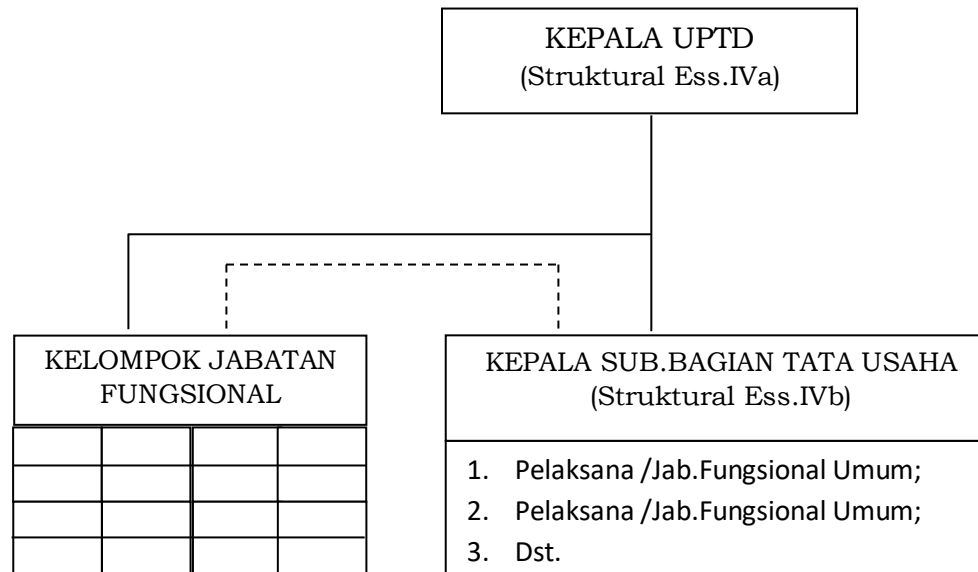 KEPALA UPTD
(Struktural Ess.IVa)
KELOMPOK JABATAN
FUNGSIONAL
KEPALA SUB.BAGIAN TATA USAHA
(Struktural Ess.IVb)
1. Pelaksana /Jab.Fungsional Umum;
2. Pelaksana /Jab.Fungsional Umum;
3. Dst.